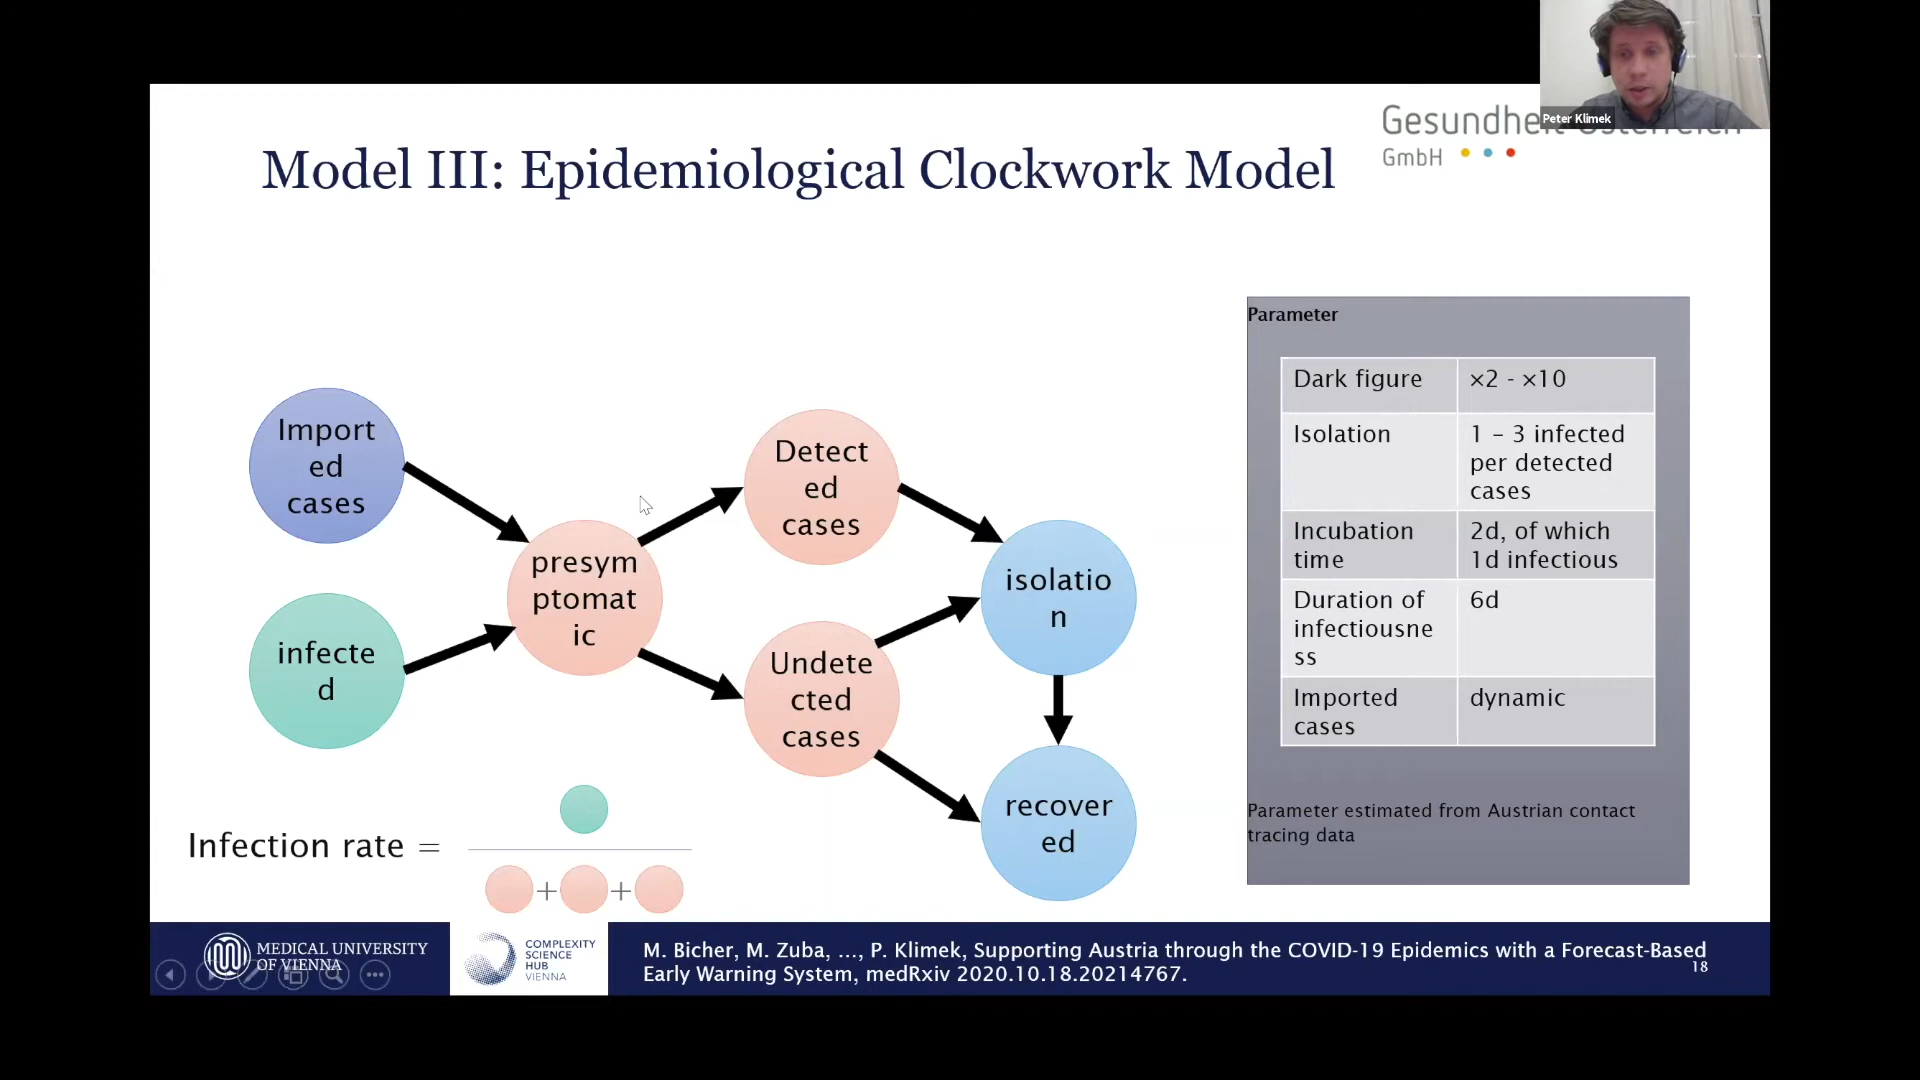 Peter Klimek
Gesundheit Österreich
GmbH
Model III: Epidemiological Clockwork Model
Import
ed
cases
infecte
d
presym
ptomat
ic
Detect
ed
cases
Undete
cted
cases
isolatio
n
recover
ed
Infection rate =
+ +
Parameter
Dark figure ×2 - ×10
Isolation 1 – 3 infected
per detected
cases
Incubation 2d, of which
time 1d infectious
Duration of 6d
infectiousne
ss
Imported dynamic
cases
Parameter estimated from Austrian contact
tracing data
MEDICAL UNIVERSITY
OF VIENNA
COMPLEXITY
SCIENCE
HUB
VIENNA
M. Bicher, M. Zuba, ..., P. Klimek, Supporting Austria through the COVID-19 Epidemics with a Forecast-Based
Early Warning System, medRxiv 2020.10.18.20214767.
18